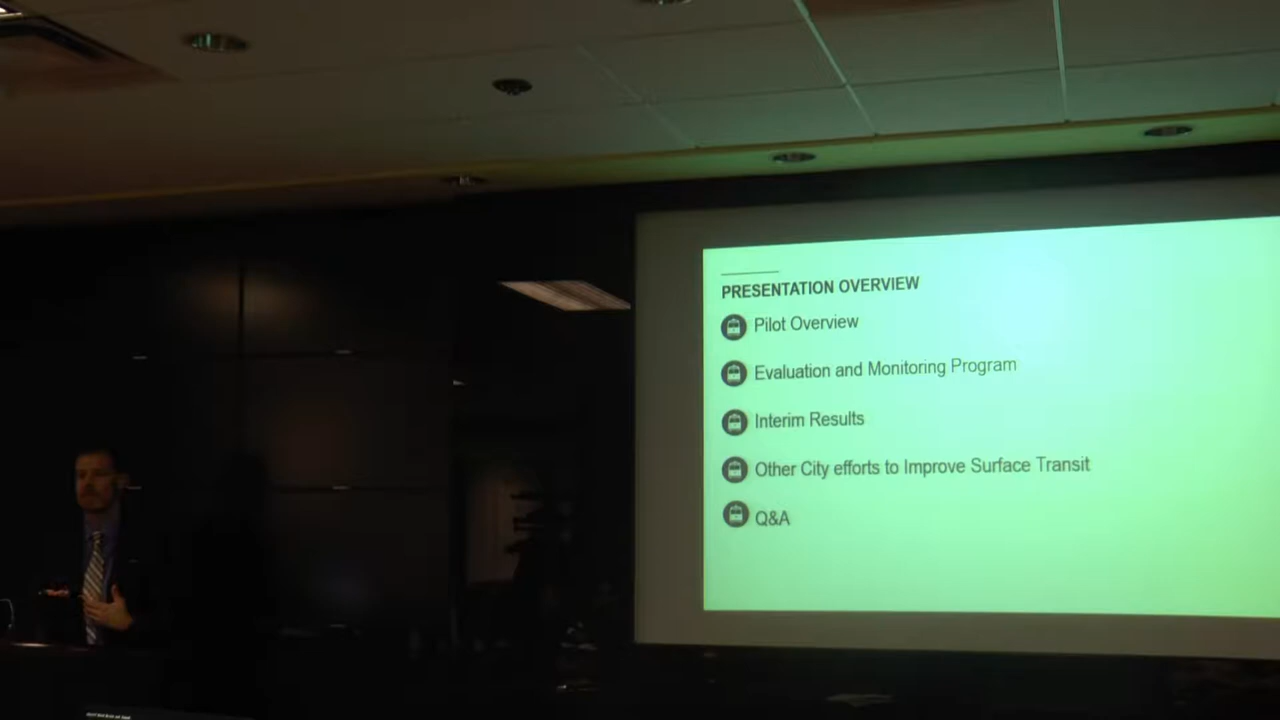 PRESENTATION OVERVIEW
Pilot Overview
Evaluation and Monitoring Program
Interim Results
Other City efforts to Improve Surface Transit
Q&A